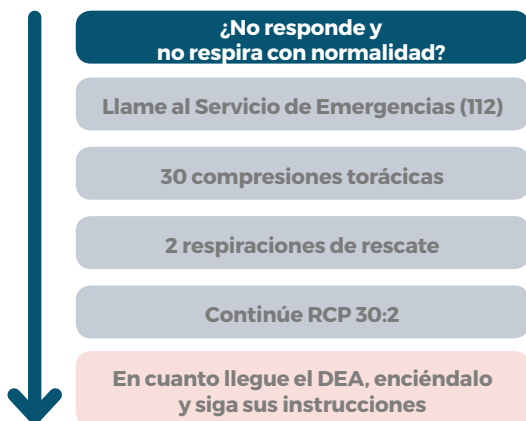 ¿No responde y
no respira con normalidad?
Llame al Servicio de Emergencias (112)
30 compresiones torácicas
2 respiraciones de rescate
Continúe RCP 30:2
En cuanto llegue el DEA, enciéndalo
y siga sus instrucciones